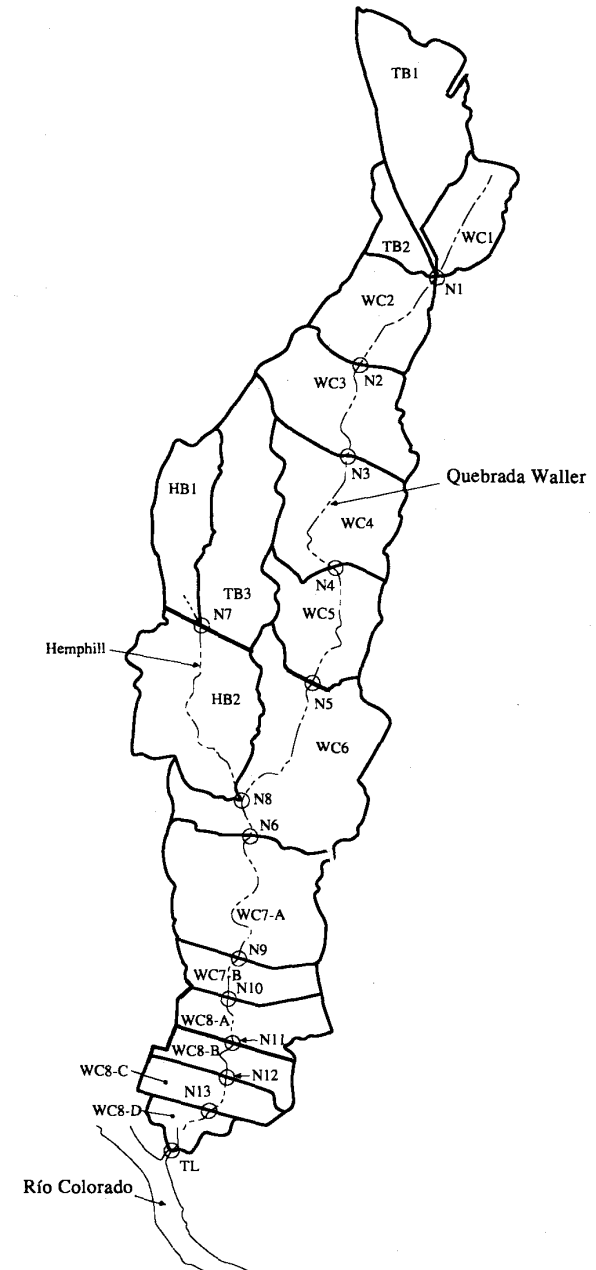 TB1
WC1
TB2
N1
WC2
N2
WC3
N3
Quebrada Waller
HB1
WC4
N4
TB3
WC5
N7
Hemphill
N5
HB2
WC6
N8
N6
WC7-A
N9
WC7-B
N10
WC8-A
N11
WC8-B
WC8-C
N12
N13
WC8-D
TL
Río Colorado